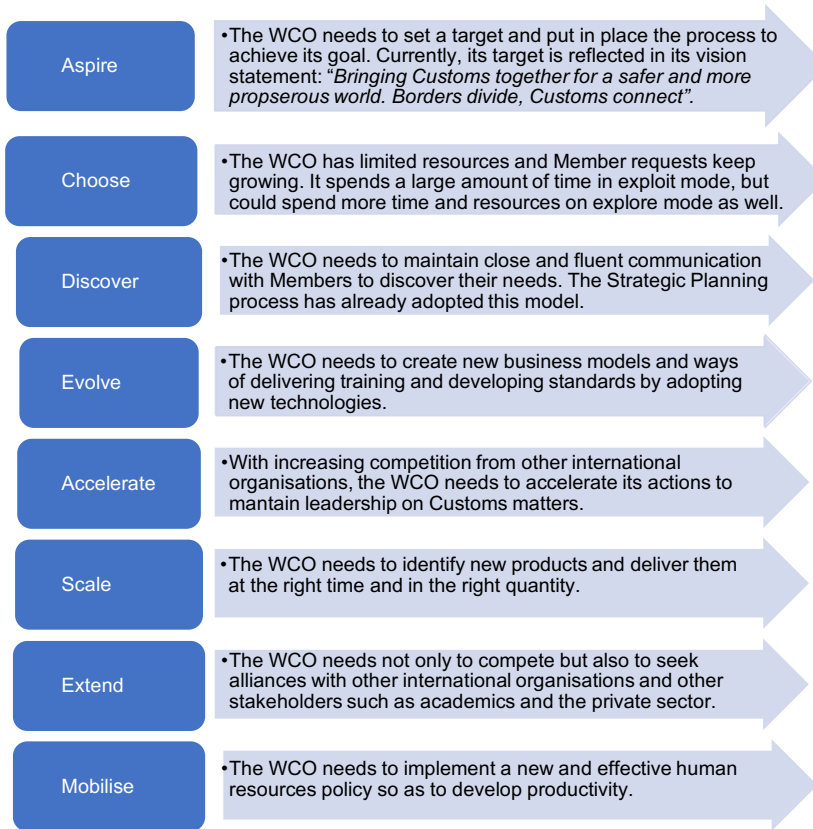 Aspire
•The WCO needs to set a target and put in place the process to
achieve its goal. Currently, its target is reflected in its vision
statement: “Bringing Customs together for a safer and more
propserous world. Borders divide, Customs connect”.
Choose
•The WCO has limited resources and Member requests keep
growing. It spends a large amount of time in exploit mode, but
could spend more time and resources on explore mode as well.
Discover
•The WCO needs to maintain close and fluent communication
with Members to discover their needs. The Strategic Planning
process has already adopted this model.
Evolve
•The WCO needs to create new business models and ways
of delivering training and developing standards by adopting
new technologies.
Accelerate
•With increasing competition from other international
organisations, the WCO needs to accelerate its actions to
mantain leadership on Customs matters.
Scale
•The WCO needs to identify new products and deliver them
at the right time and in the right quantity.
Extend
•The WCO needs not only to compete but also to seek
alliances with other international organisations and other
stakeholders such as academics and the private sector.
Mobilise
•The WCO needs to implement a new and effective human
resources policy so as to develop productivity.